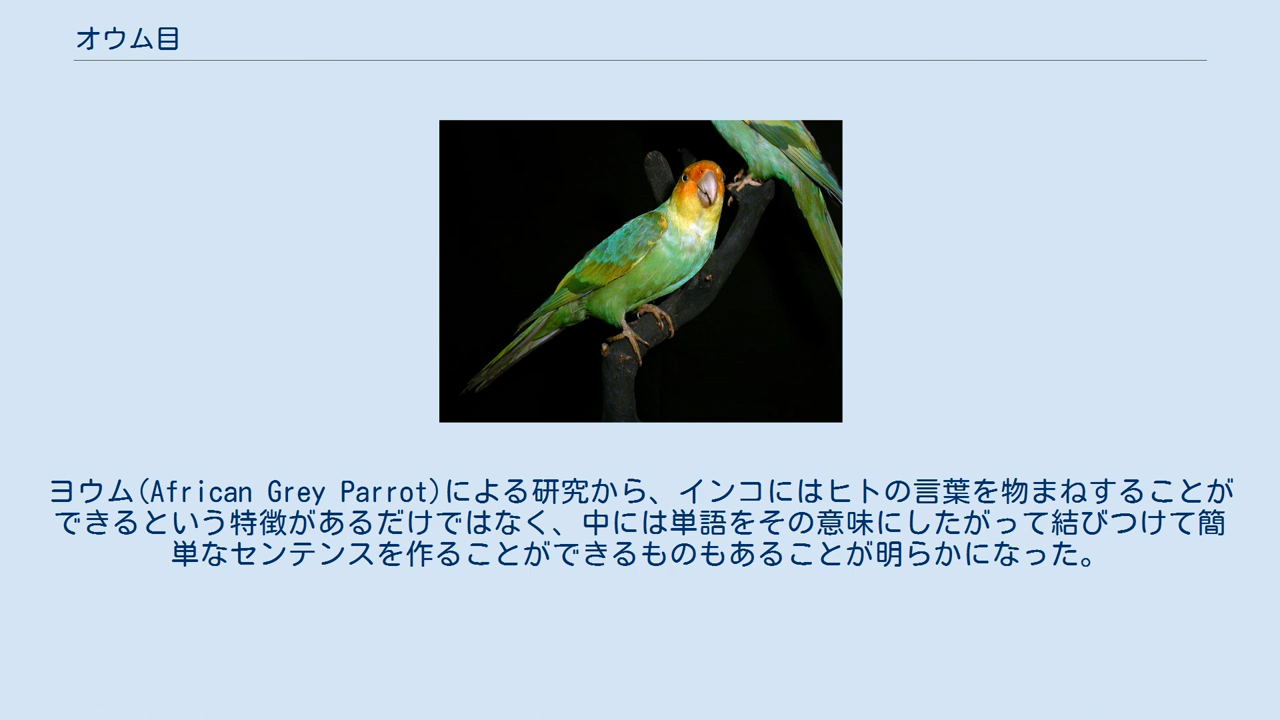 オウム目
ヨウム(African Grey Parrot)による研究から、インコにはヒトの言葉を物まねすることが
できるという特徴があるだけではなく、中には単語をその意味にしたがって結びつけて簡
単なセンテンスを作ることができるものもあることが明らかになった。